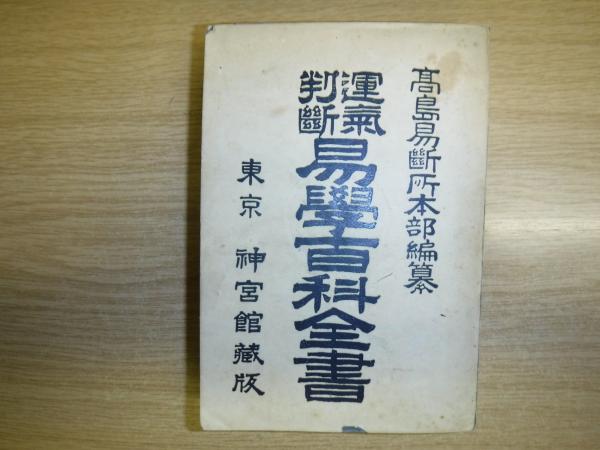 高島易斷所本部編纂
運氣
判斷
易學百科全書
東京 神宮館藏版